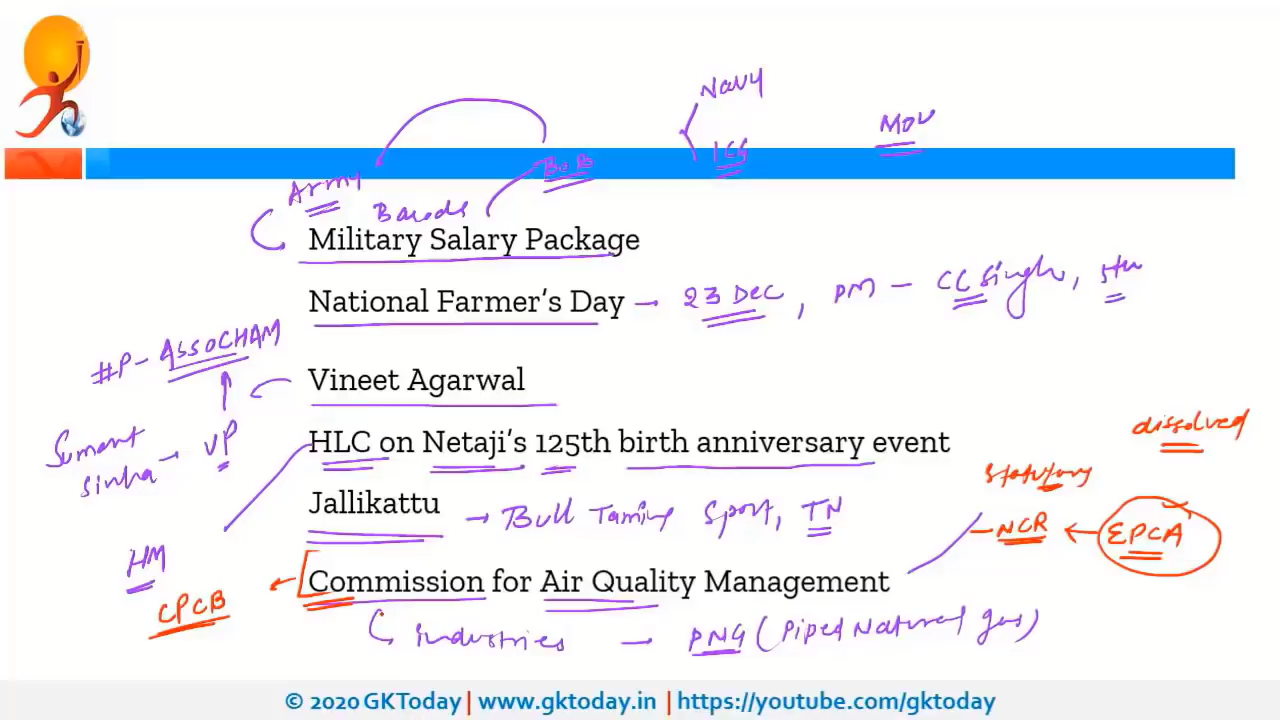 Navy
MOU
BOB
ICG
Army
Baroda
Military Salary Package
National Farmer's Day → 23 Dec, PM - CC Singh, 5th
#P - ASSOCHAM
Vineet Agarwal
Sumant Sinha → VP
HLC on Netaji's 125th birth anniversary event
dissolved
statutory
Jallikattu → Bull Taming Sport, TN
- NCR ← EPCA
HM
Commission for Air Quality Management
CPCB
industries - PNG (Piped Natural gas)
© 2020 GKToday | www.gktoday.in | https://youtube.com/gktoday